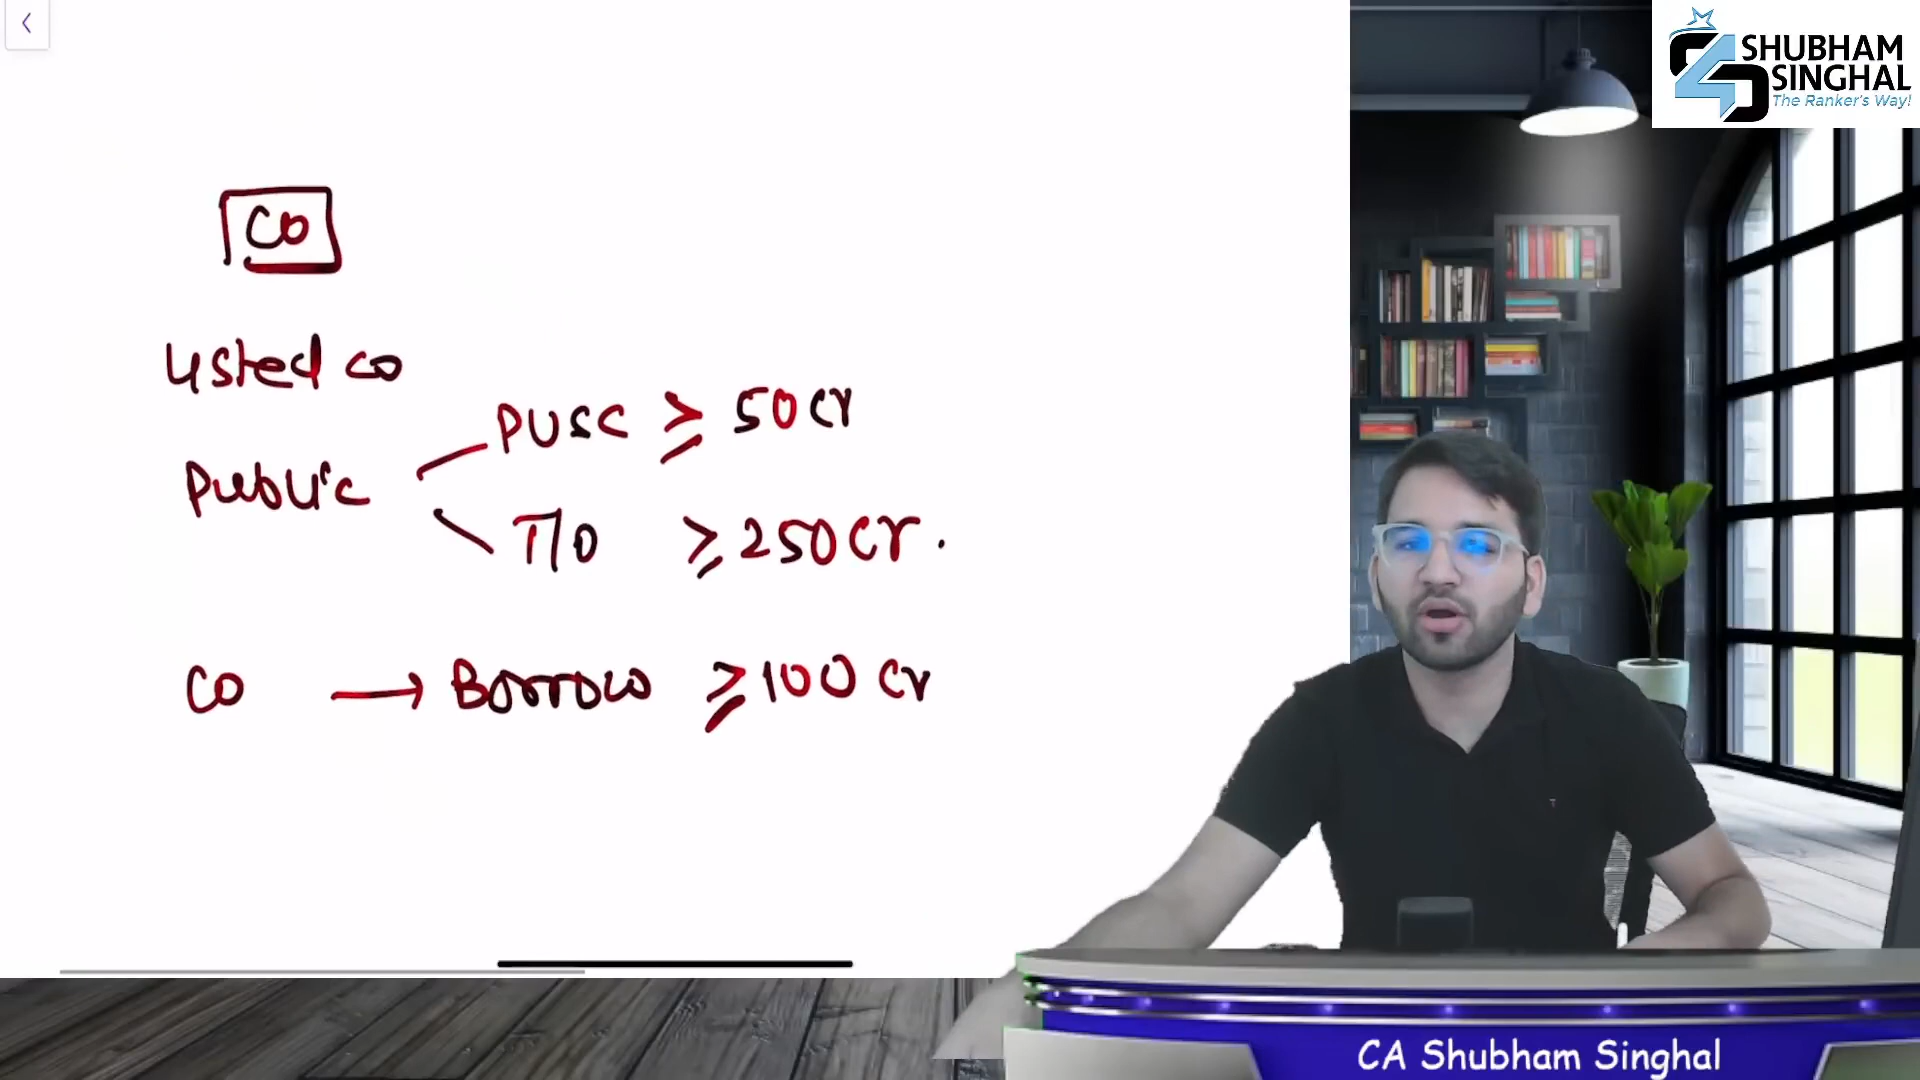 SHUBHAM
SINGHAL
The Ranker's Way!
CO
Listed co
Public
PUSC ≥ 50 Cr
T/O ≥ 250 Cr.
CO → Borrow ≥ 100 Cr
CA Shubham Singhal